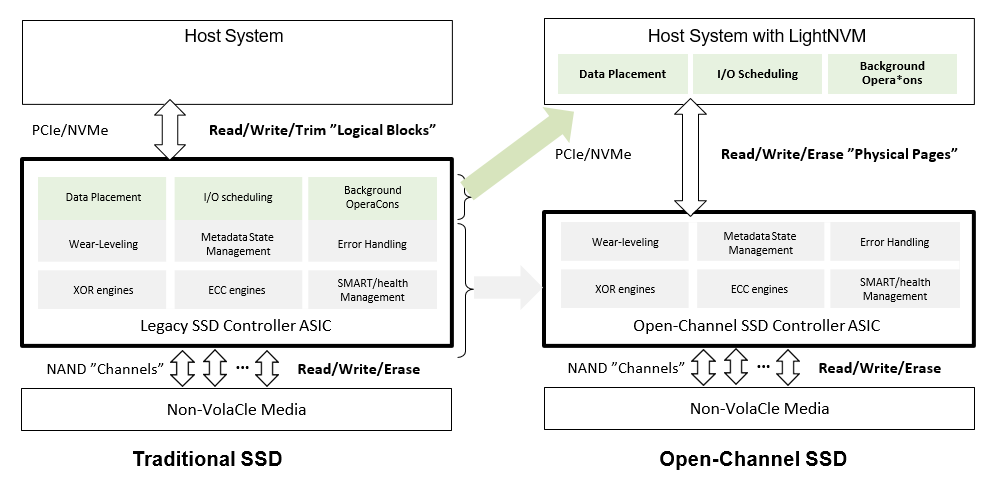 Host System
PCIe/NVMe
Read/Write/Trim ”Logical Blocks”
Data Placement
I/O scheduling
Background
OperaCons
Wear-Leveling
Metadata State
Management
Error Handling
XOR engines
ECC engines
SMART/health
Management
Legacy SSD Controller ASIC
NAND ”Channels”
...
Read/Write/Erase
Non-VolaCle Media
Traditional SSD
Host System with LightNVM
Data Placement
I/O Scheduling
Background
Opera*ons
PCIe/NVMe
Read/Write/Erase ”Physical Pages”
Wear-leveling
Metadata State
Management
Error Handling
XOR engines
ECC engines
SMART/health
Management
Open-Channel SSD Controller ASIC
NAND ”Channels”
...
Read/Write/Erase
Non-VolaCle Media
Open-Channel SSD